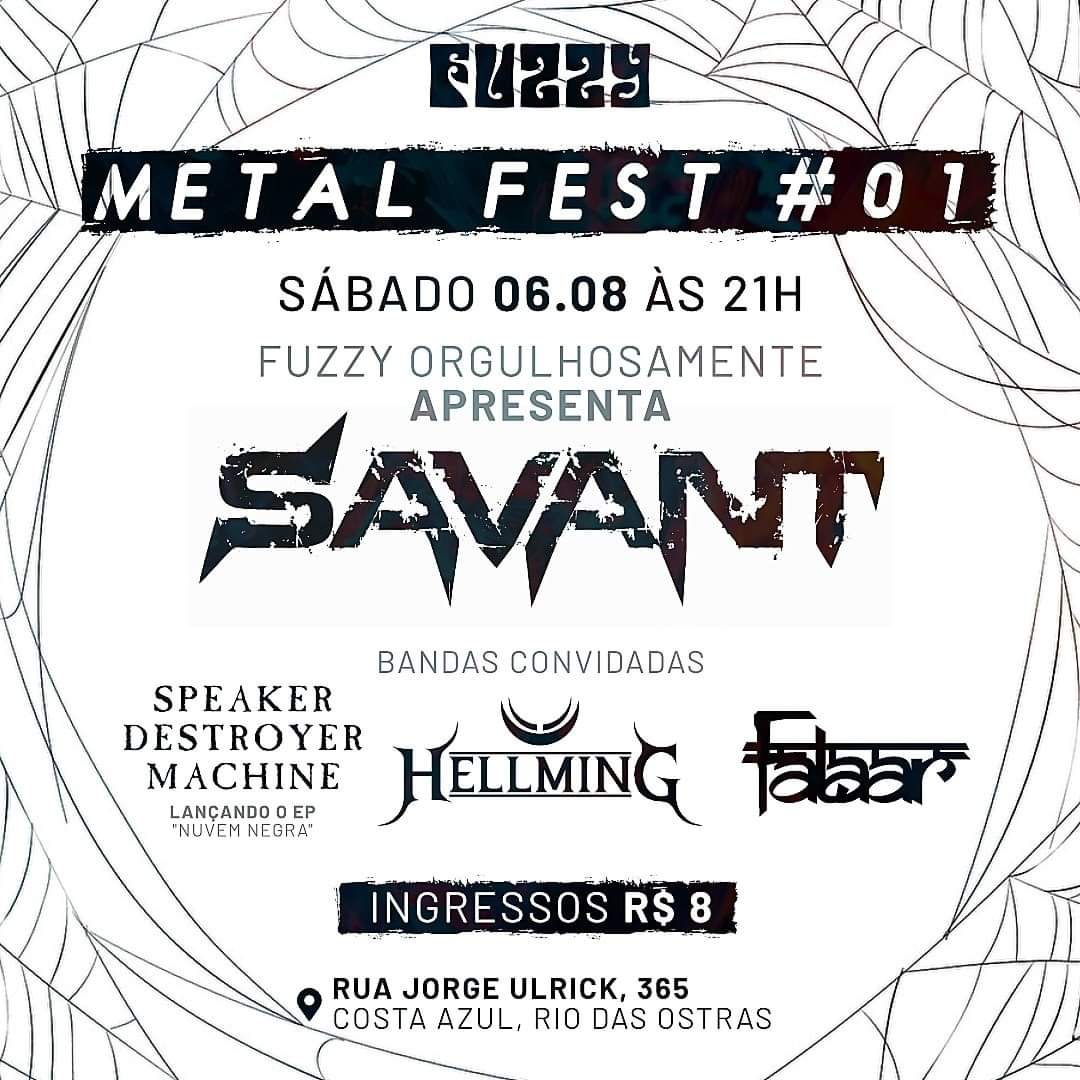 FUZZY
METAL FEST #01
SÁBADO 06.08 ÀS 21H
FUZZY ORGULHOSAMENTE
APRESENTA
SAVANT
BANDAS CONVIDADAS
SPEAKER
DESTROYER
MACHINE
LANÇANDO O EP
"NUVEM NEGRA"
HELLMING
INGRESSOS R$ 8
RUA JORGE ULRICK, 365
COSTA AZUL, RIO DAS OSTRAS